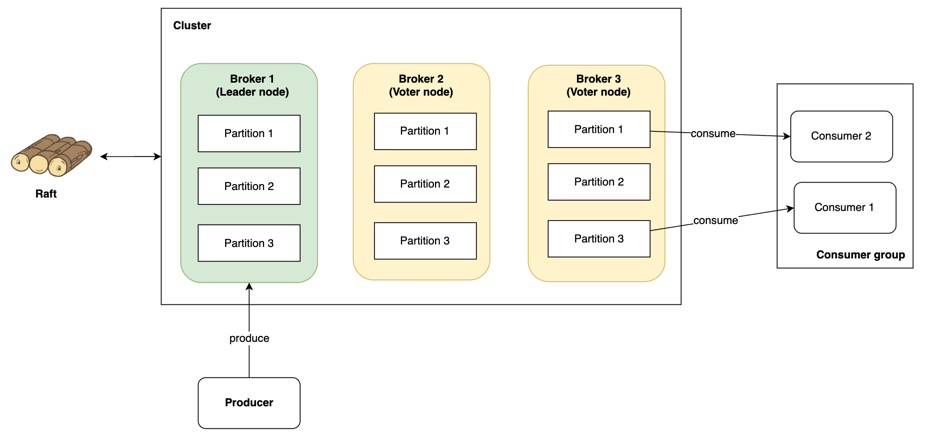 Cluster
Broker 1
(Leader node)
Partition 1
Partition 2
Partition 3
Broker 2
(Voter node)
Partition 1
Partition 2
Partition 3
Broker 3
(Voter node)
Partition 1
Partition 2
Partition 3
consume
consume
Consumer 2
Consumer 1
Consumer group
Raft
produce
Producer